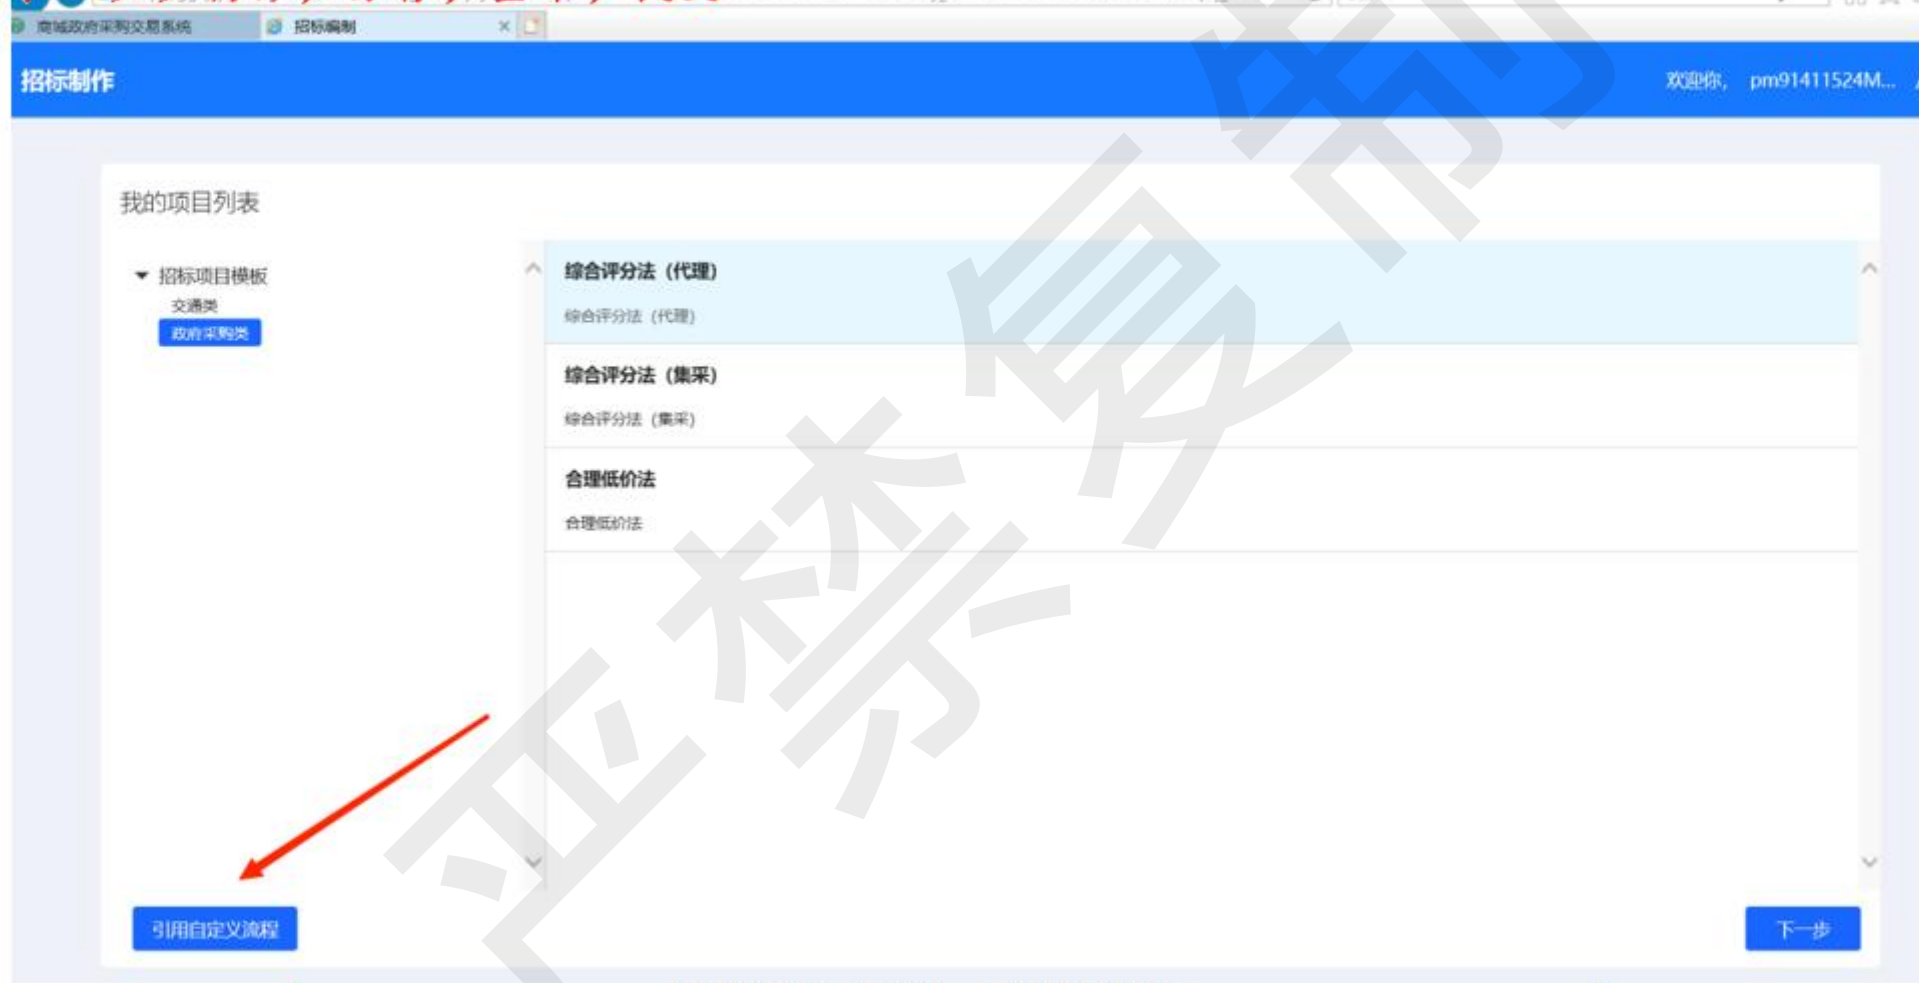 商城政府采购交易系统
招标编制
招标制作
欢迎你， pm91411524M...
我的项目列表
招标项目模板
交通类
政府采购类
综合评分法（代理）
综合评分法（代理）
综合评分法（集采）
综合评分法（集采）
合理低价法
合理低价法
引用自定义流程
下一步
严禁复制